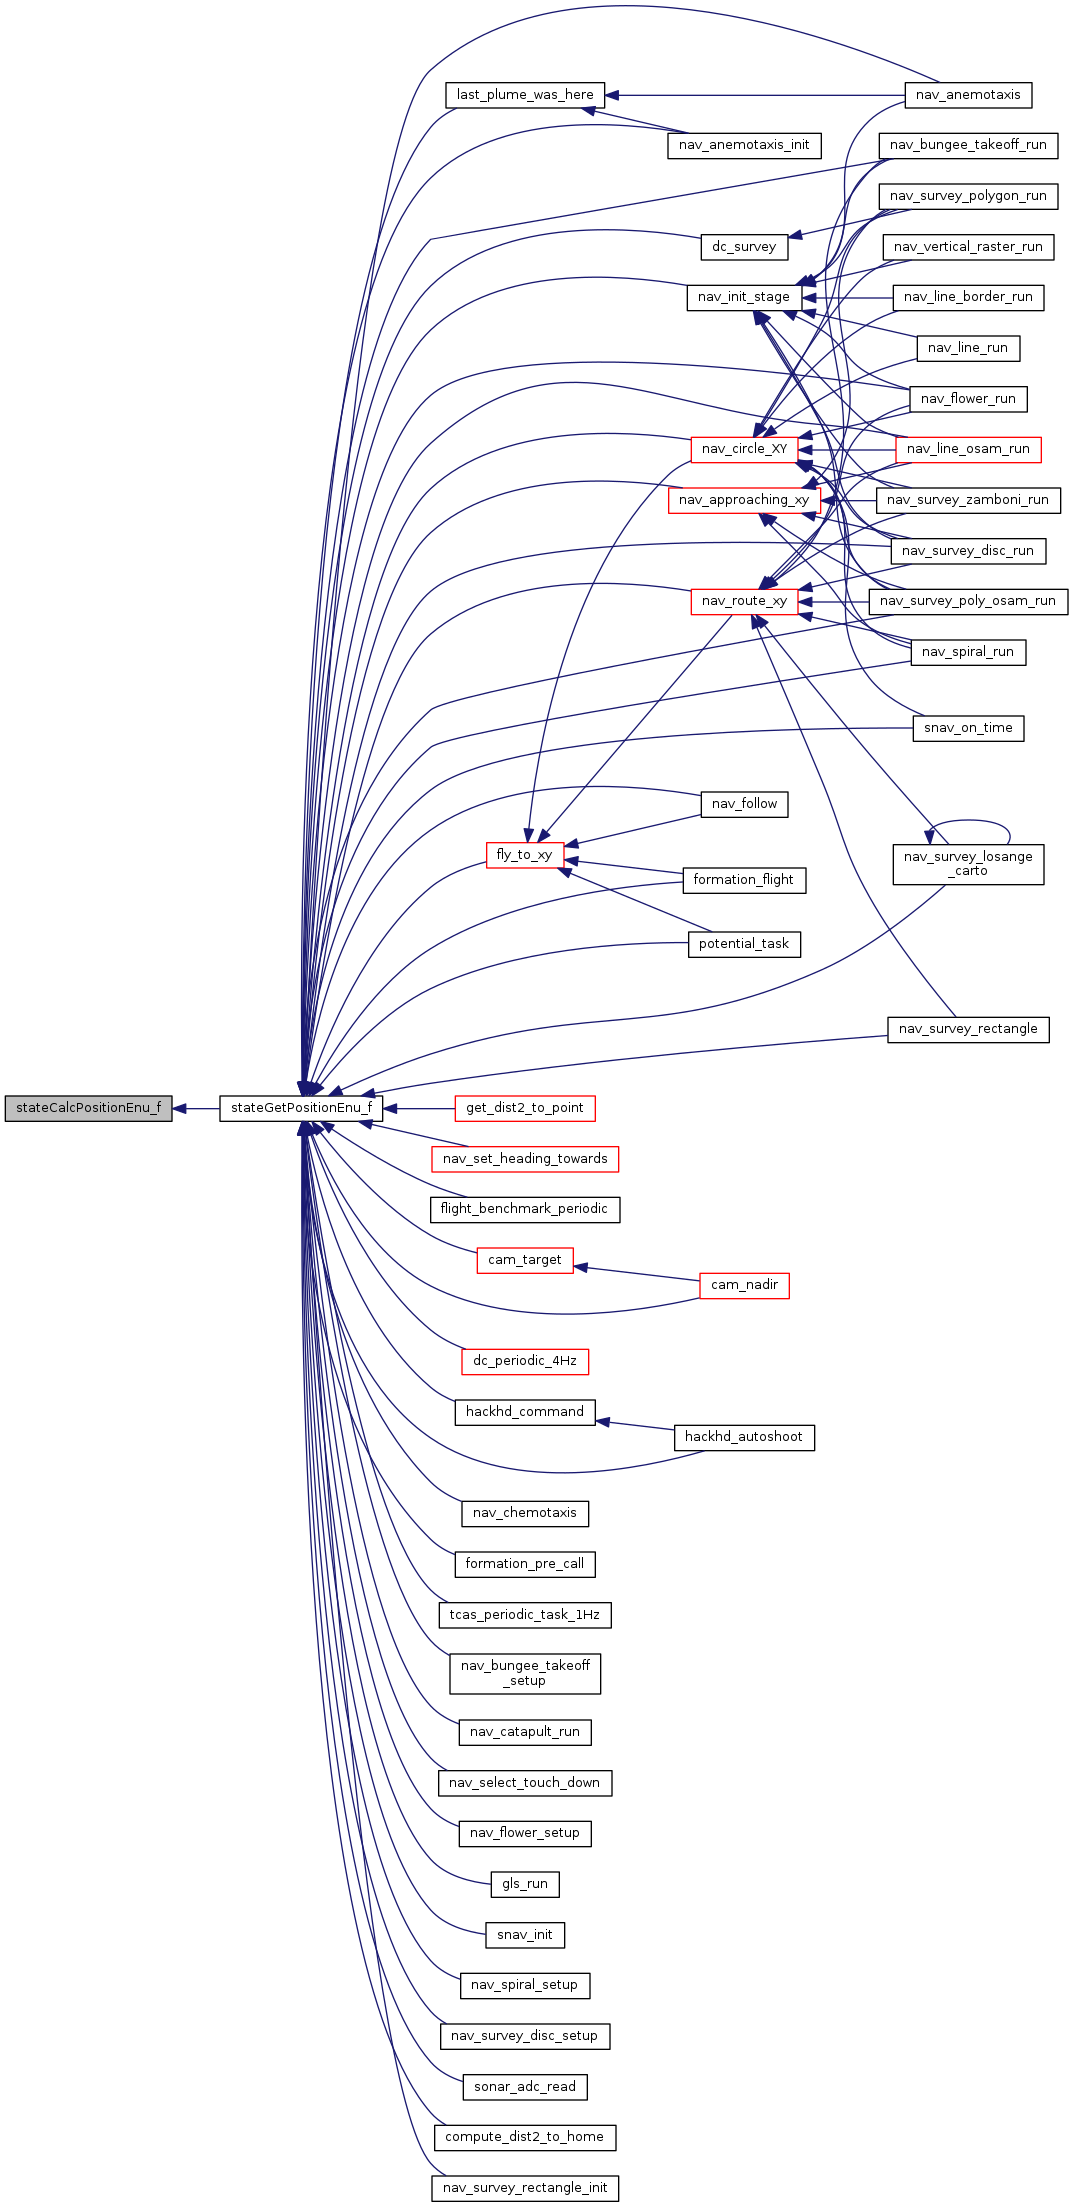 nav_anemotaxis
last_plume_was_here
nav_anemotaxis_init
nav_bungee_takeoff_run
nav_survey_polygon_run
dc_survey
nav_vertical_raster_run
nav_init_stage
nav_line_border_run
nav_line_run
nav_flower_run
nav_circle_XY
nav_line_osam_run
nav_approaching_xy
nav_survey_zamboni_run
nav_survey_disc_run
nav_route_xy
nav_survey_poly_osam_run
nav_spiral_run
snav_on_time
nav_follow
fly_to_xy
nav_survey_losange
_carto
formation_flight
potential_task
nav_survey_rectangle
stateCalcPositionEnu_f
stateGetPositionEnu_f
get_dist2_to_point
nav_set_heading_towards
flight_benchmark_periodic
cam_target
cam_nadir
dc_periodic_4Hz
hackhd_command
hackhd_autoshoot
nav_chemotaxis
formation_pre_call
tcas_periodic_task_1Hz
nav_bungee_takeoff
_setup
nav_catapult_run
nav_select_touch_down
nav_flower_setup
gls_run
snav_init
nav_spiral_setup
nav_survey_disc_setup
sonar_adc_read
compute_dist2_to_home
nav_survey_rectangle_init